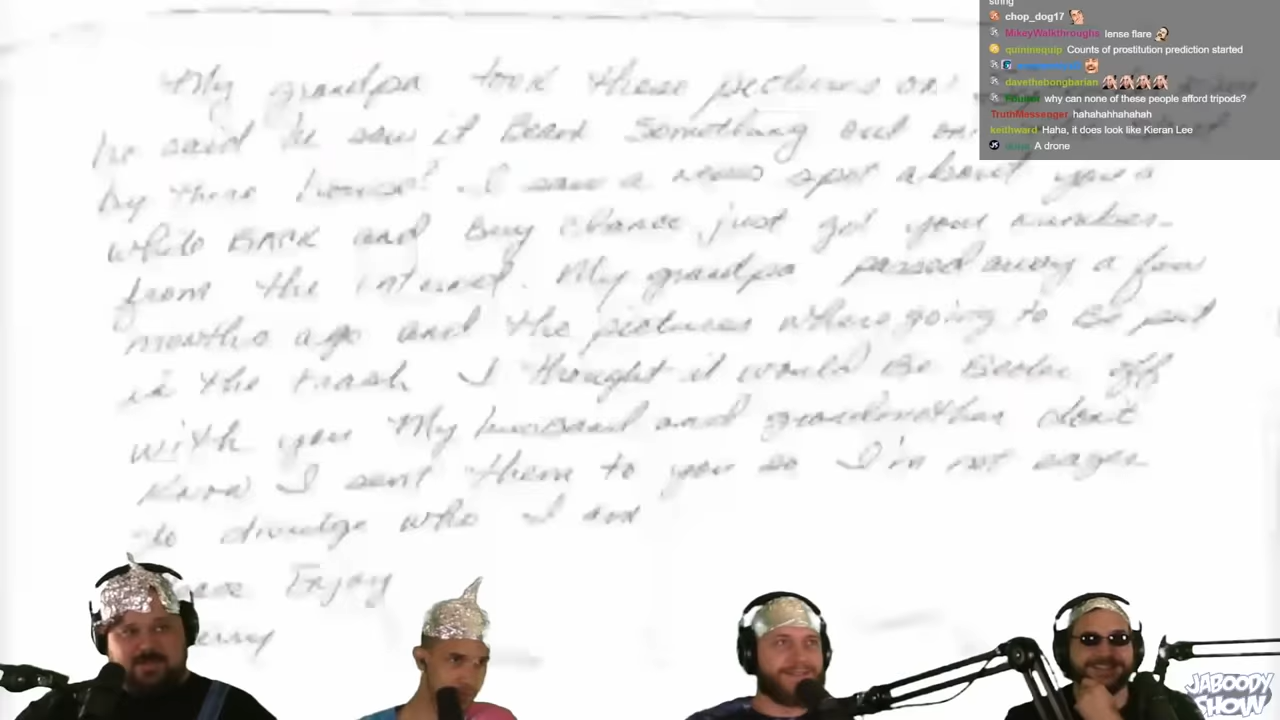 string
chop_dog17
MikeyWalkthroughs lense flare
quininequip Counts of prostitution prediction started
davethebongbarian
why can none of these people afford tripods?
TruthMessenger hahahahhahahah
kedhward Haha, it does look like Kieran Lee
A drone
My grandpa took these pictures on
he said he saw it Beam Something out on
by there house! I saw a news spot about you a
while Back and Buy chance just got your number
from the internet. My grandpa passed away a few
months ago and the pictures where going to Be put
in the trash I thought it would Be Better off
with you My husband and grandmother don't
Know I sent them to you so I'm not eager
to divulge who I am
Enjoy
JABOODY
SHOW